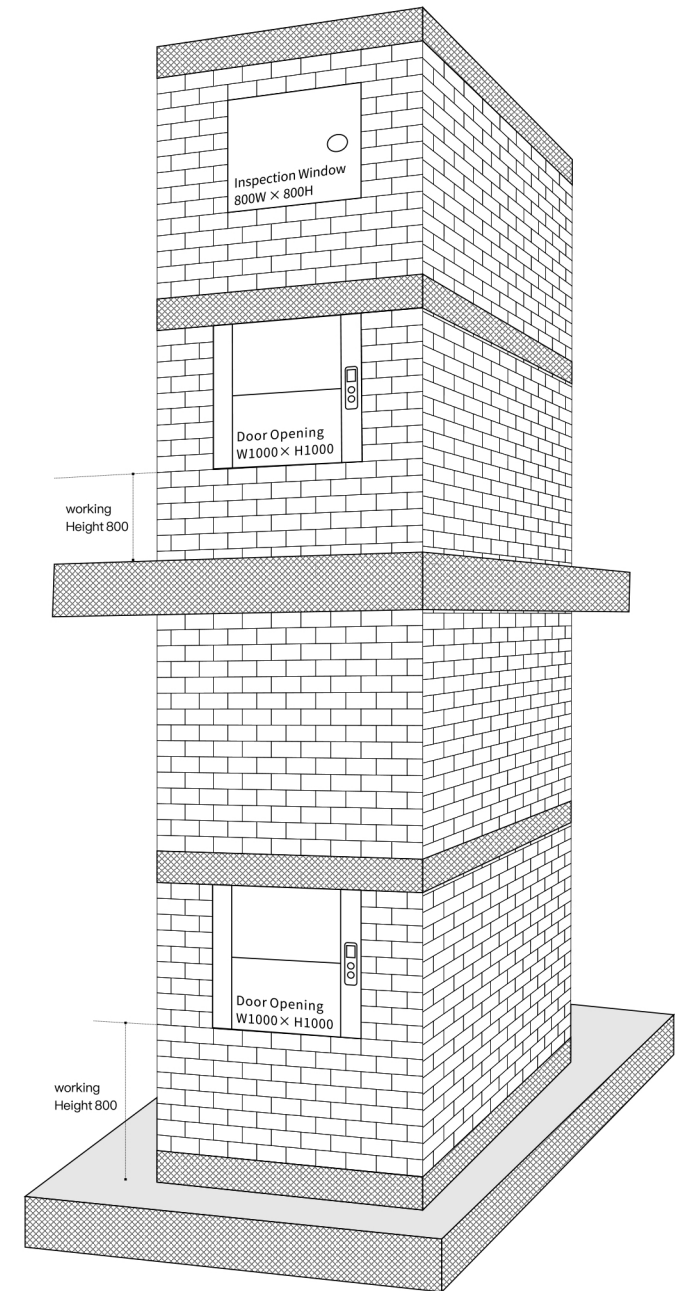 Inspection Window
800W × 800H
Door Opening
W1000× H1000
working
Height 800
Door Opening
W1000× H1000
working
Height 800